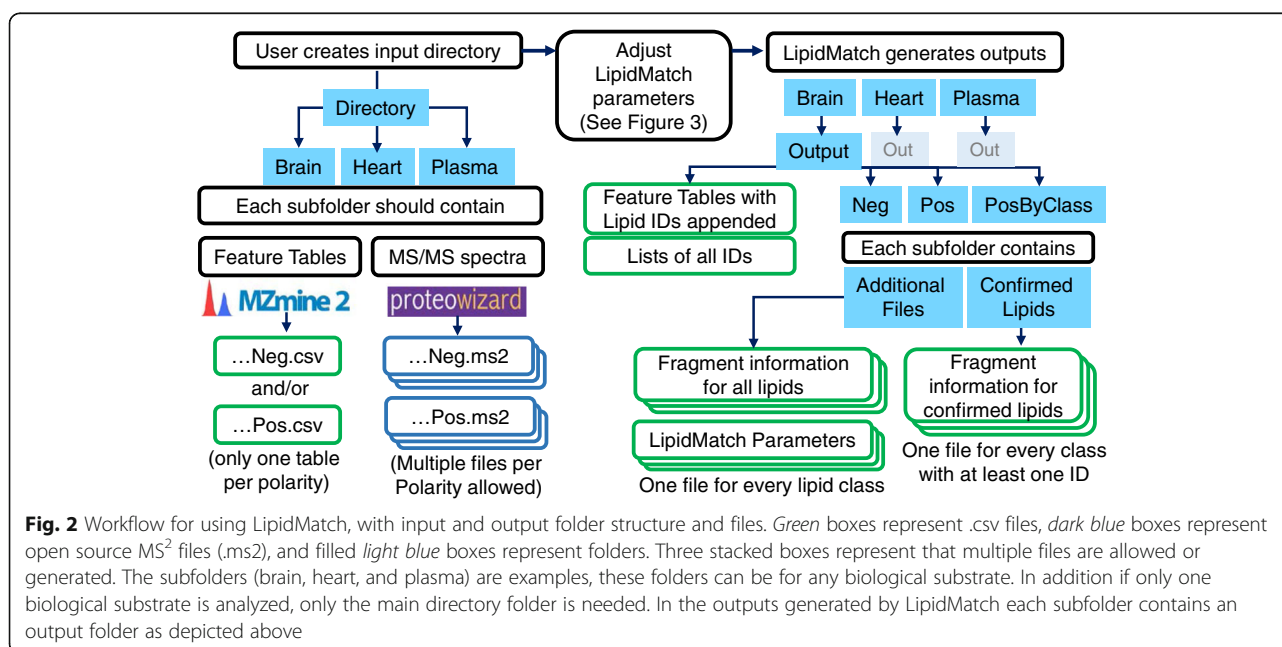 User creates input directory
Adjust
LipidMatch
parameters
(See Figure 3)
LipidMatch generates outputs
Directory
Brain
Heart
Plasma
Each subfolder should contain
Feature Tables
MS/MS spectra
MZmine 2
proteowizard
...Neg.csv
and/or
...Pos.csv
(only one table
per polarity)
...Neg.ms2
...Pos.ms2
(Multiple files per
Polarity allowed)
Brain
Heart
Plasma
Output
Out
Out
Feature Tables with
Lipid IDs appended
Lists of all IDs
Neg
Pos
PosByClass
Each subfolder contains
Additional
Files
Confirmed
Lipids
Fragment information
for all lipids
LipidMatch Parameters
One file for every lipid class
Fragment
information for
confirmed lipids
One file for every class
with at least one ID
Fig. 2 Workflow for using LipidMatch, with input and output folder structure and files. Green boxes represent .csv files, dark blue boxes represent
open source MS² files (.ms2), and filled light blue boxes represent folders. Three stacked boxes represent that multiple files are allowed or
generated. The subfolders (brain, heart, and plasma) are examples, these folders can be for any biological substrate. In addition if only one
biological substrate is analyzed, only the main directory folder is needed. In the outputs generated by LipidMatch each subfolder contains an
output folder as depicted above